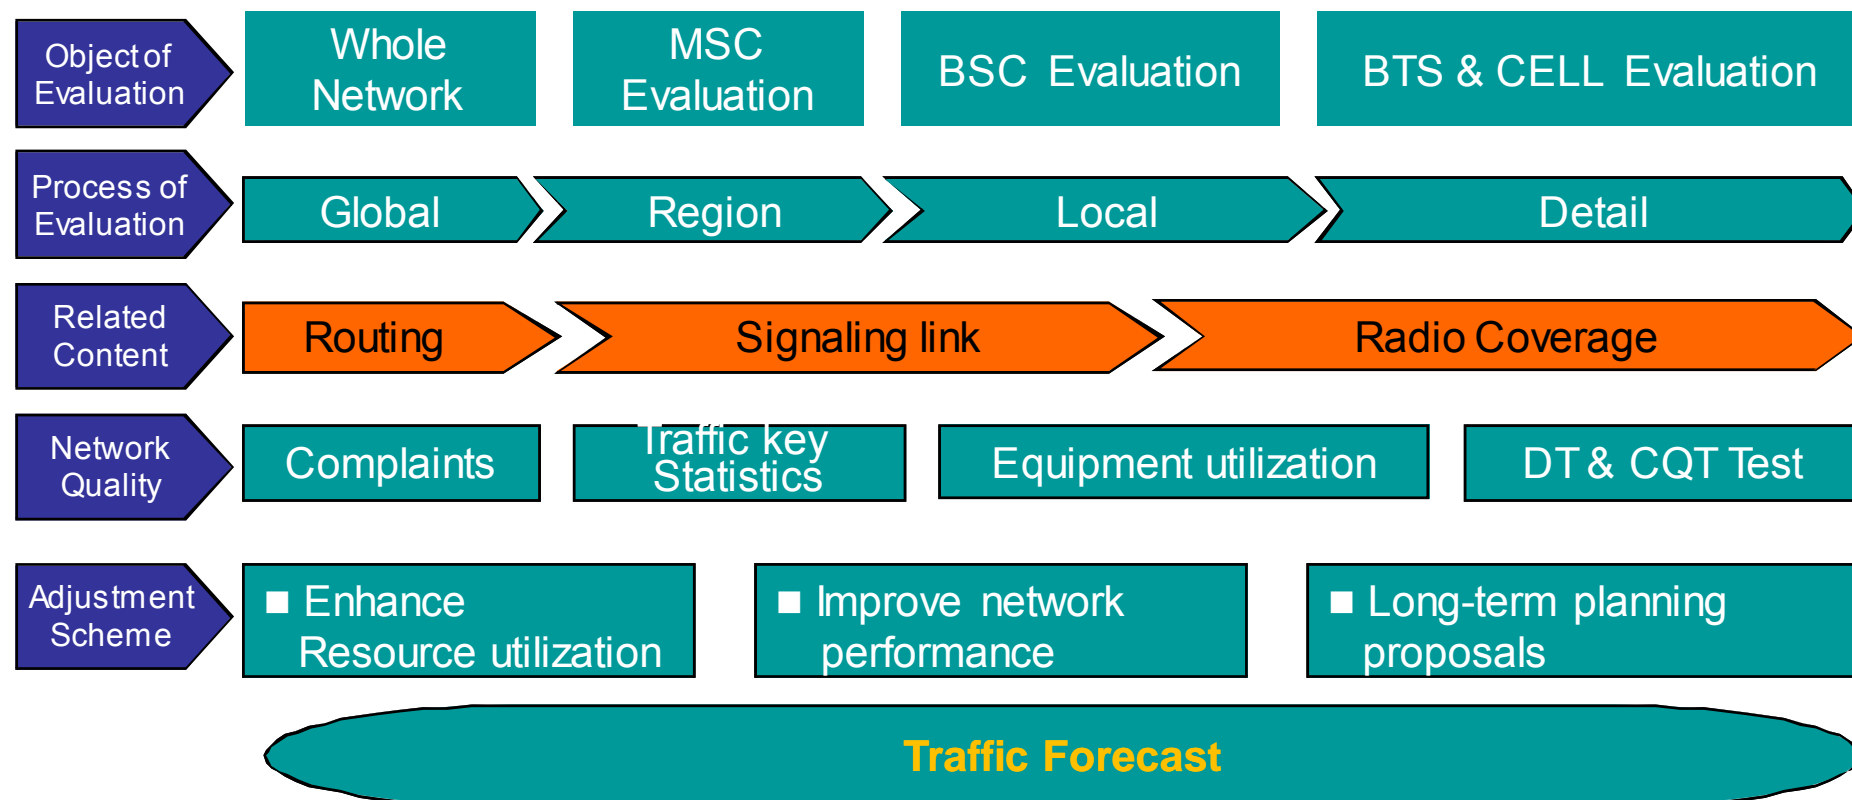 Object of
Evaluation
Whole
Network
MSC
Evaluation
BSC Evaluation
BTS & CELL Evaluation
Process of
Evaluation
Global
Region
Local
Detail
Related
Content
Routing
Signaling link
Radio Coverage
Network
Quality
Complaints
Traffic key
Statistics
Equipment utilization
DT & CQT Test
Adjustment
Scheme
■ Enhance
Resource utilization
■ Improve network
performance
■ Long-term planning
proposals
Traffic Forecast